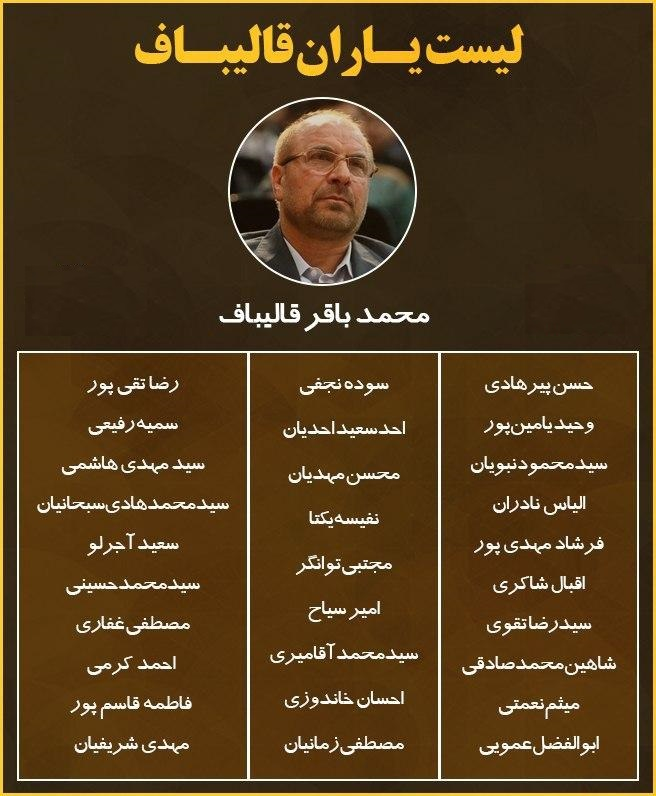 لیست یاران قالیباف
محمد باقر قالیباف
حسن پیرهادی
وحید یامین‌پور
سید محمود نبویان
الیاس نادران
فرشاد مهدی پور
اقبال شاکری
سید رضا تقوی
شاهین محمد صادقی
میثم نعمتی
ابوالفضل عمویی
سوده نجفی
احد سعید احدیان
محسن مهدیان
نفیسه یکتا
مجتبی توانگر
امیر سیاح
سید محمد آقامیری
احسان خاندوزی
مصطفی زمانیان
رضا تقی پور
سمیه رفیعی
سید مهدی هاشمی
سید محمد هادی سبحانیان
سعید آجرلو
سید محمد حسینی
مصطفی غفاری
احمد کرمی
فاطمه قاسم پور
مهدی شریفیان